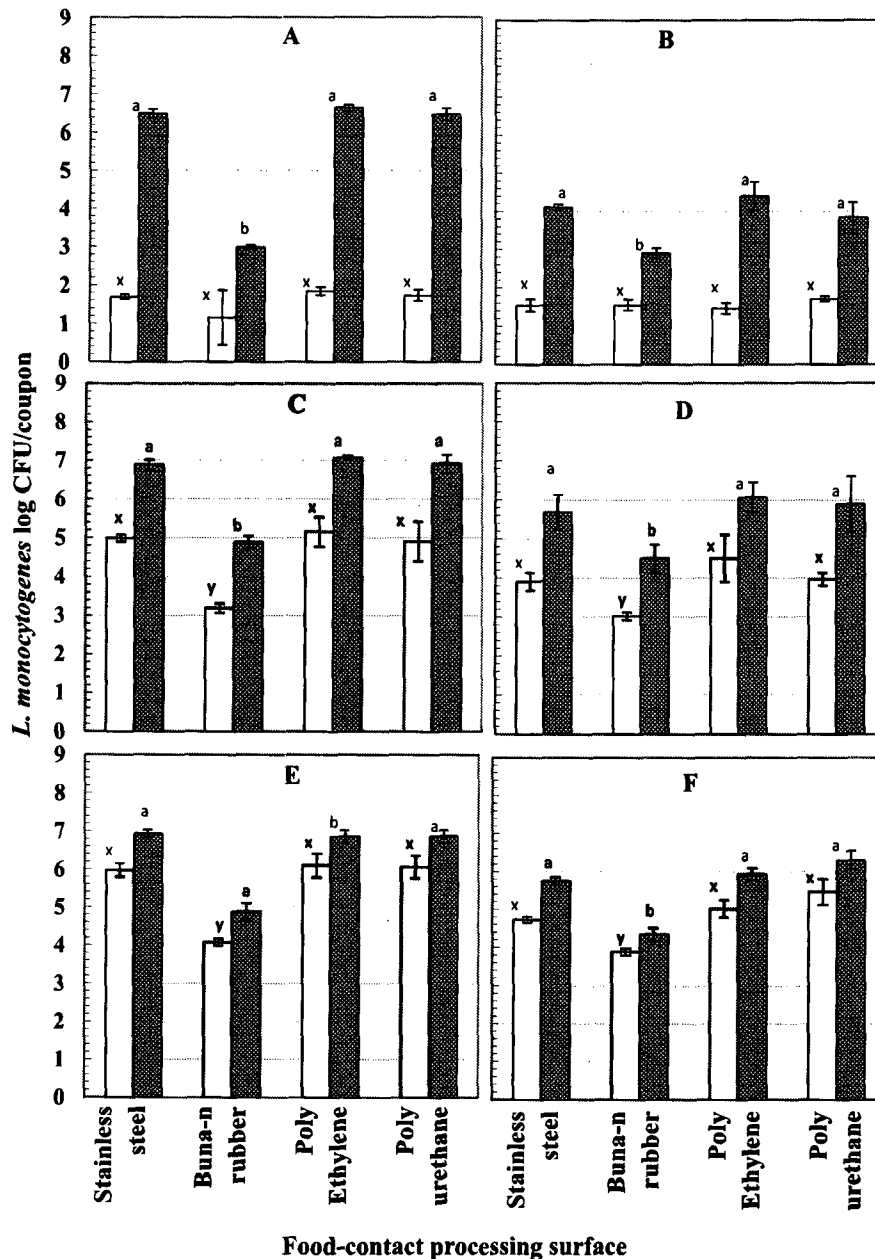 A
9
8
7
6
5
4
3
2
1
0
a
a
a
b
x
x
x
x
B
a
a
a
b
x
x
x
x
C
9
8
7
6
5
4
3
2
1
0
a
a
a
b
x
x
x
y
D
a
a
a
b
x
x
x
y
E
9
8
7
6
5
4
3
2
1
0
a
b
a
a
x
x
x
y
F
a
a
a
b
x
x
x
y
L. monocytogenes log CFU/coupon
Stainless
steel
Buna-n
rubber
Poly
Ethylene
Poly
urethane
Stainless
steel
Buna-n
rubber
Poly
Ethylene
Poly
urethane
Food-contact processing surface